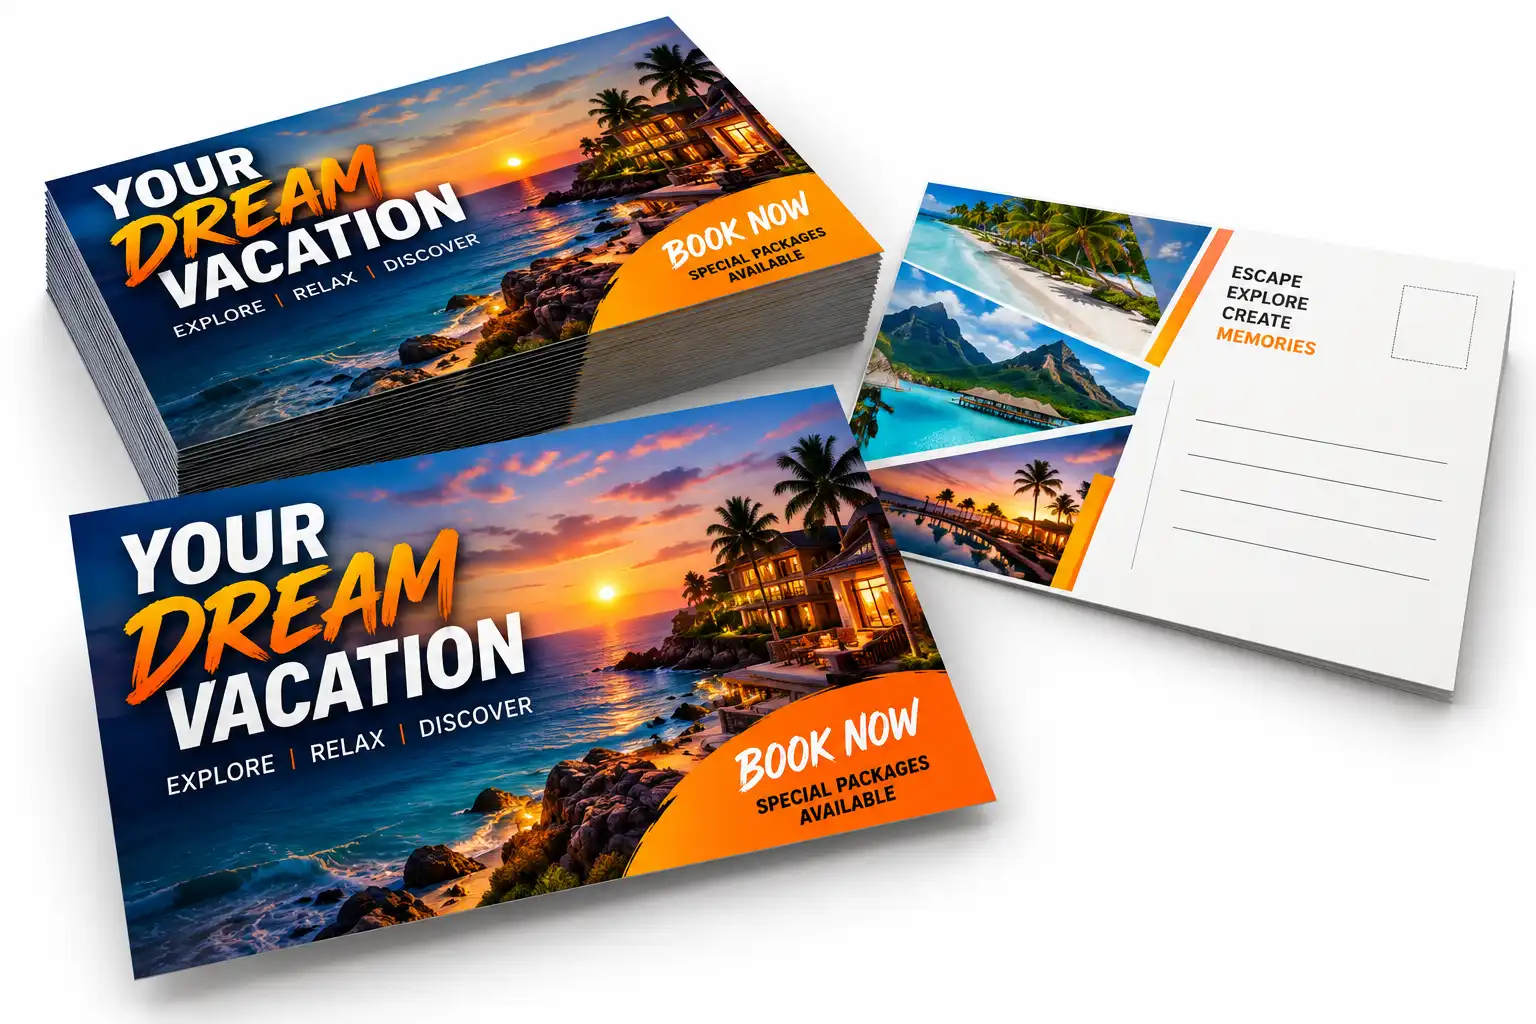 YOUR
DREAM
VACATION
EXPLORE | RELAX | DISCOVER
BOOK NOW
SPECIAL PACKAGES
AVAILABLE
YOUR
DREAM
VACATION
EXPLORE | RELAX | DISCOVER
BOOK NOW
SPECIAL PACKAGES
AVAILABLE
ESCAPE
EXPLORE
CREATE
MEMORIES